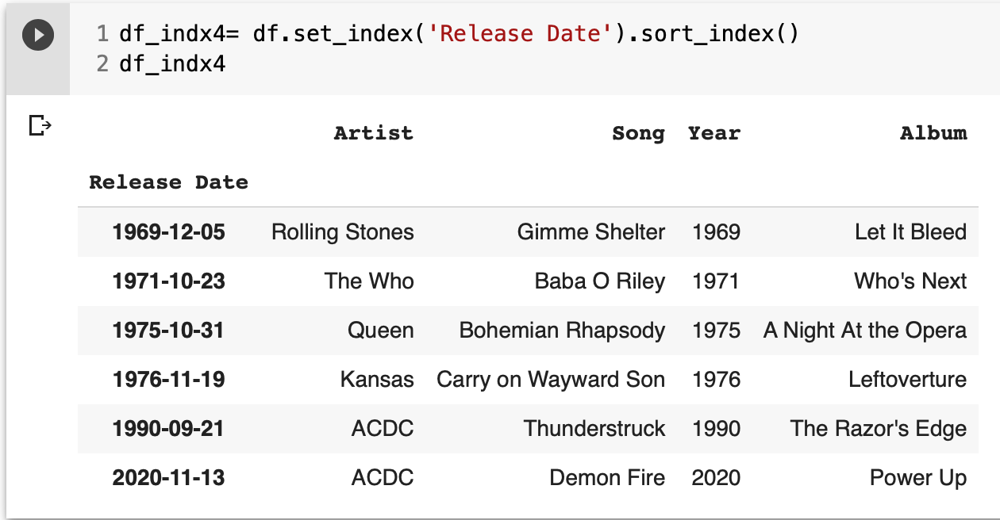 1 df_indx4= df.set_index('Release Date').sort_index()
2 df_indx4
Artist Song Year Album
Release Date
1969-12-05 Rolling Stones Gimme Shelter 1969 Let It Bleed
1971-10-23 The Who Baba O Riley 1971 Who's Next
1975-10-31 Queen Bohemian Rhapsody 1975 A Night At the Opera
1976-11-19 Kansas Carry on Wayward Son 1976 Leftoverture
1990-09-21 ACDC Thunderstruck 1990 The Razor's Edge
2020-11-13 ACDC Demon Fire 2020 Power Up